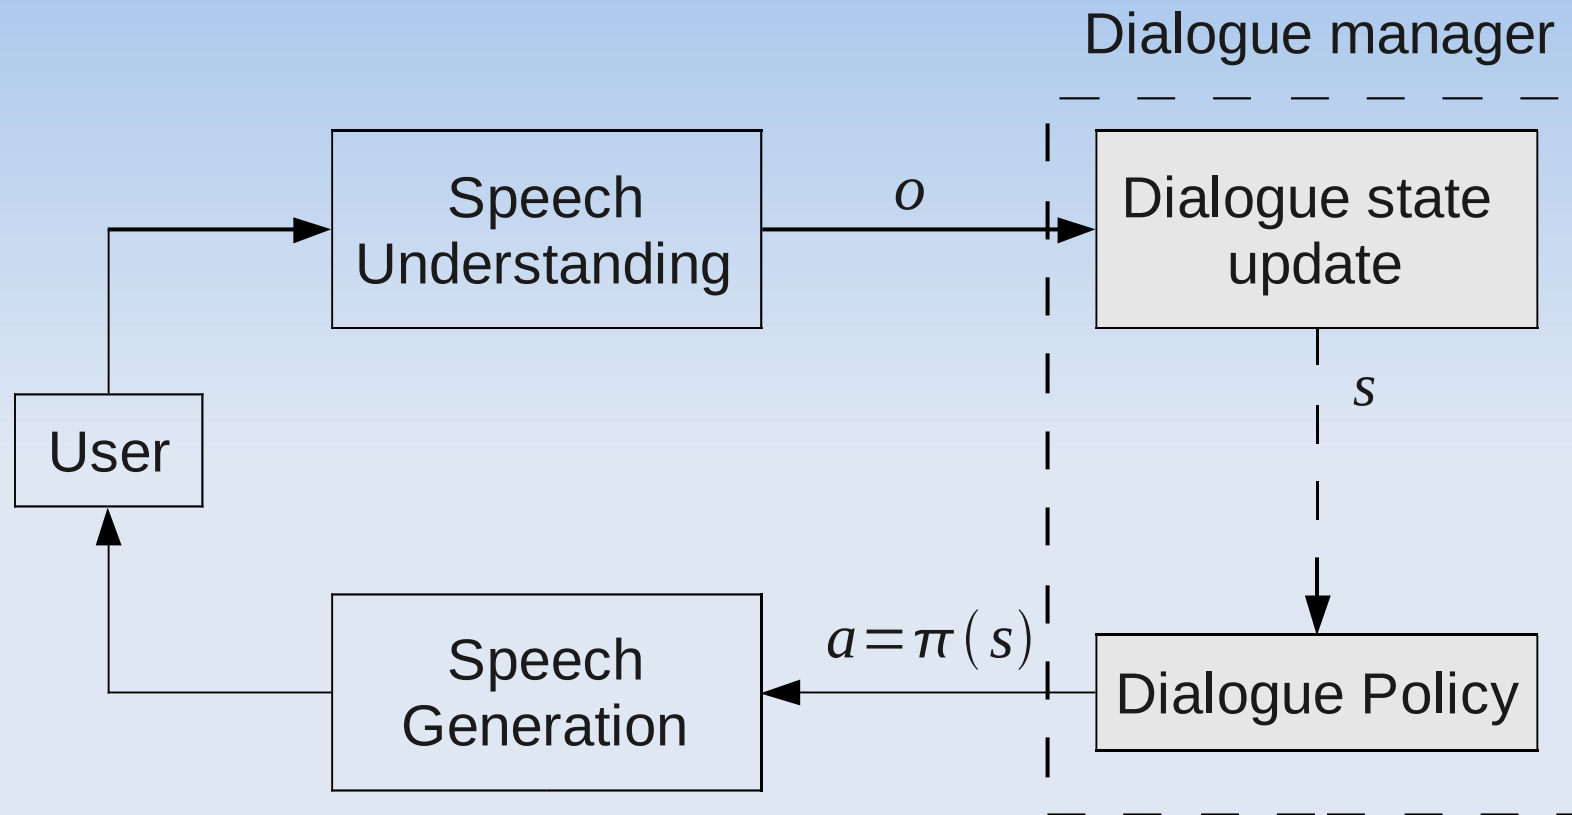 Dialogue manager
Speech
Understanding
o
Dialogue state
update
s
User
Speech
Generation
a=π(s)
Dialogue Policy